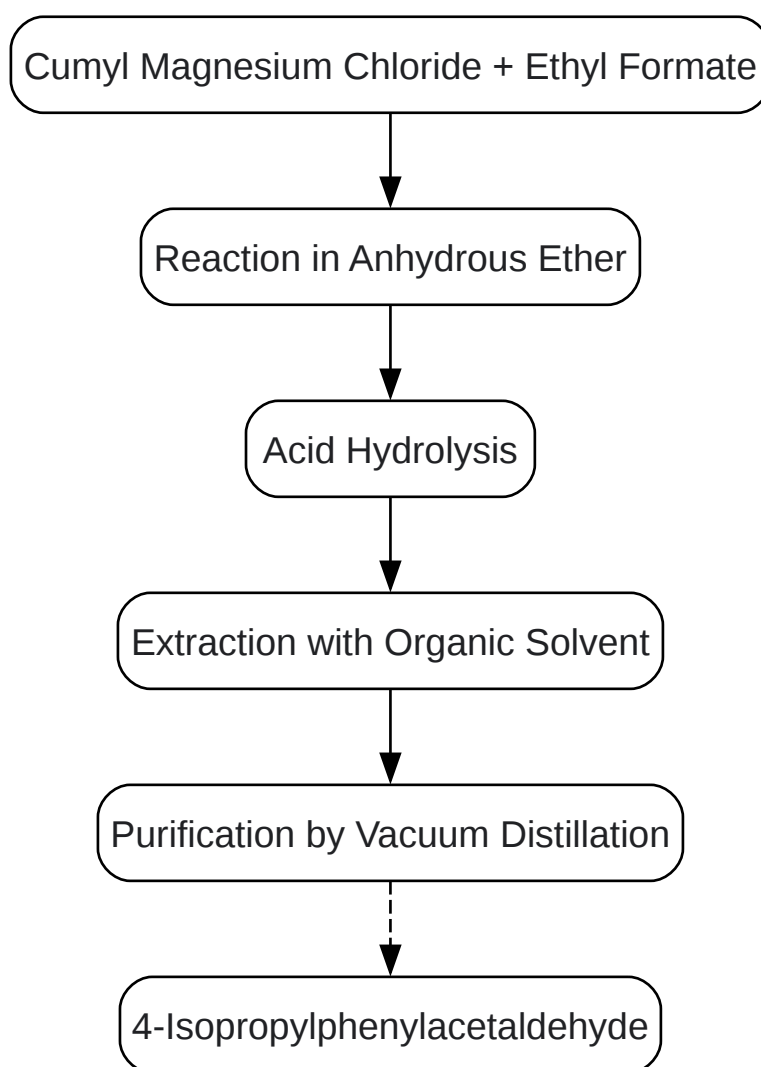 Cumyl Magnesium Chloride + Ethyl Formate
Reaction in Anhydrous Ether
Acid Hydrolysis
Extraction with Organic Solvent
Purification by Vacuum Distillation
4-Isopropylphenylacetaldehyde